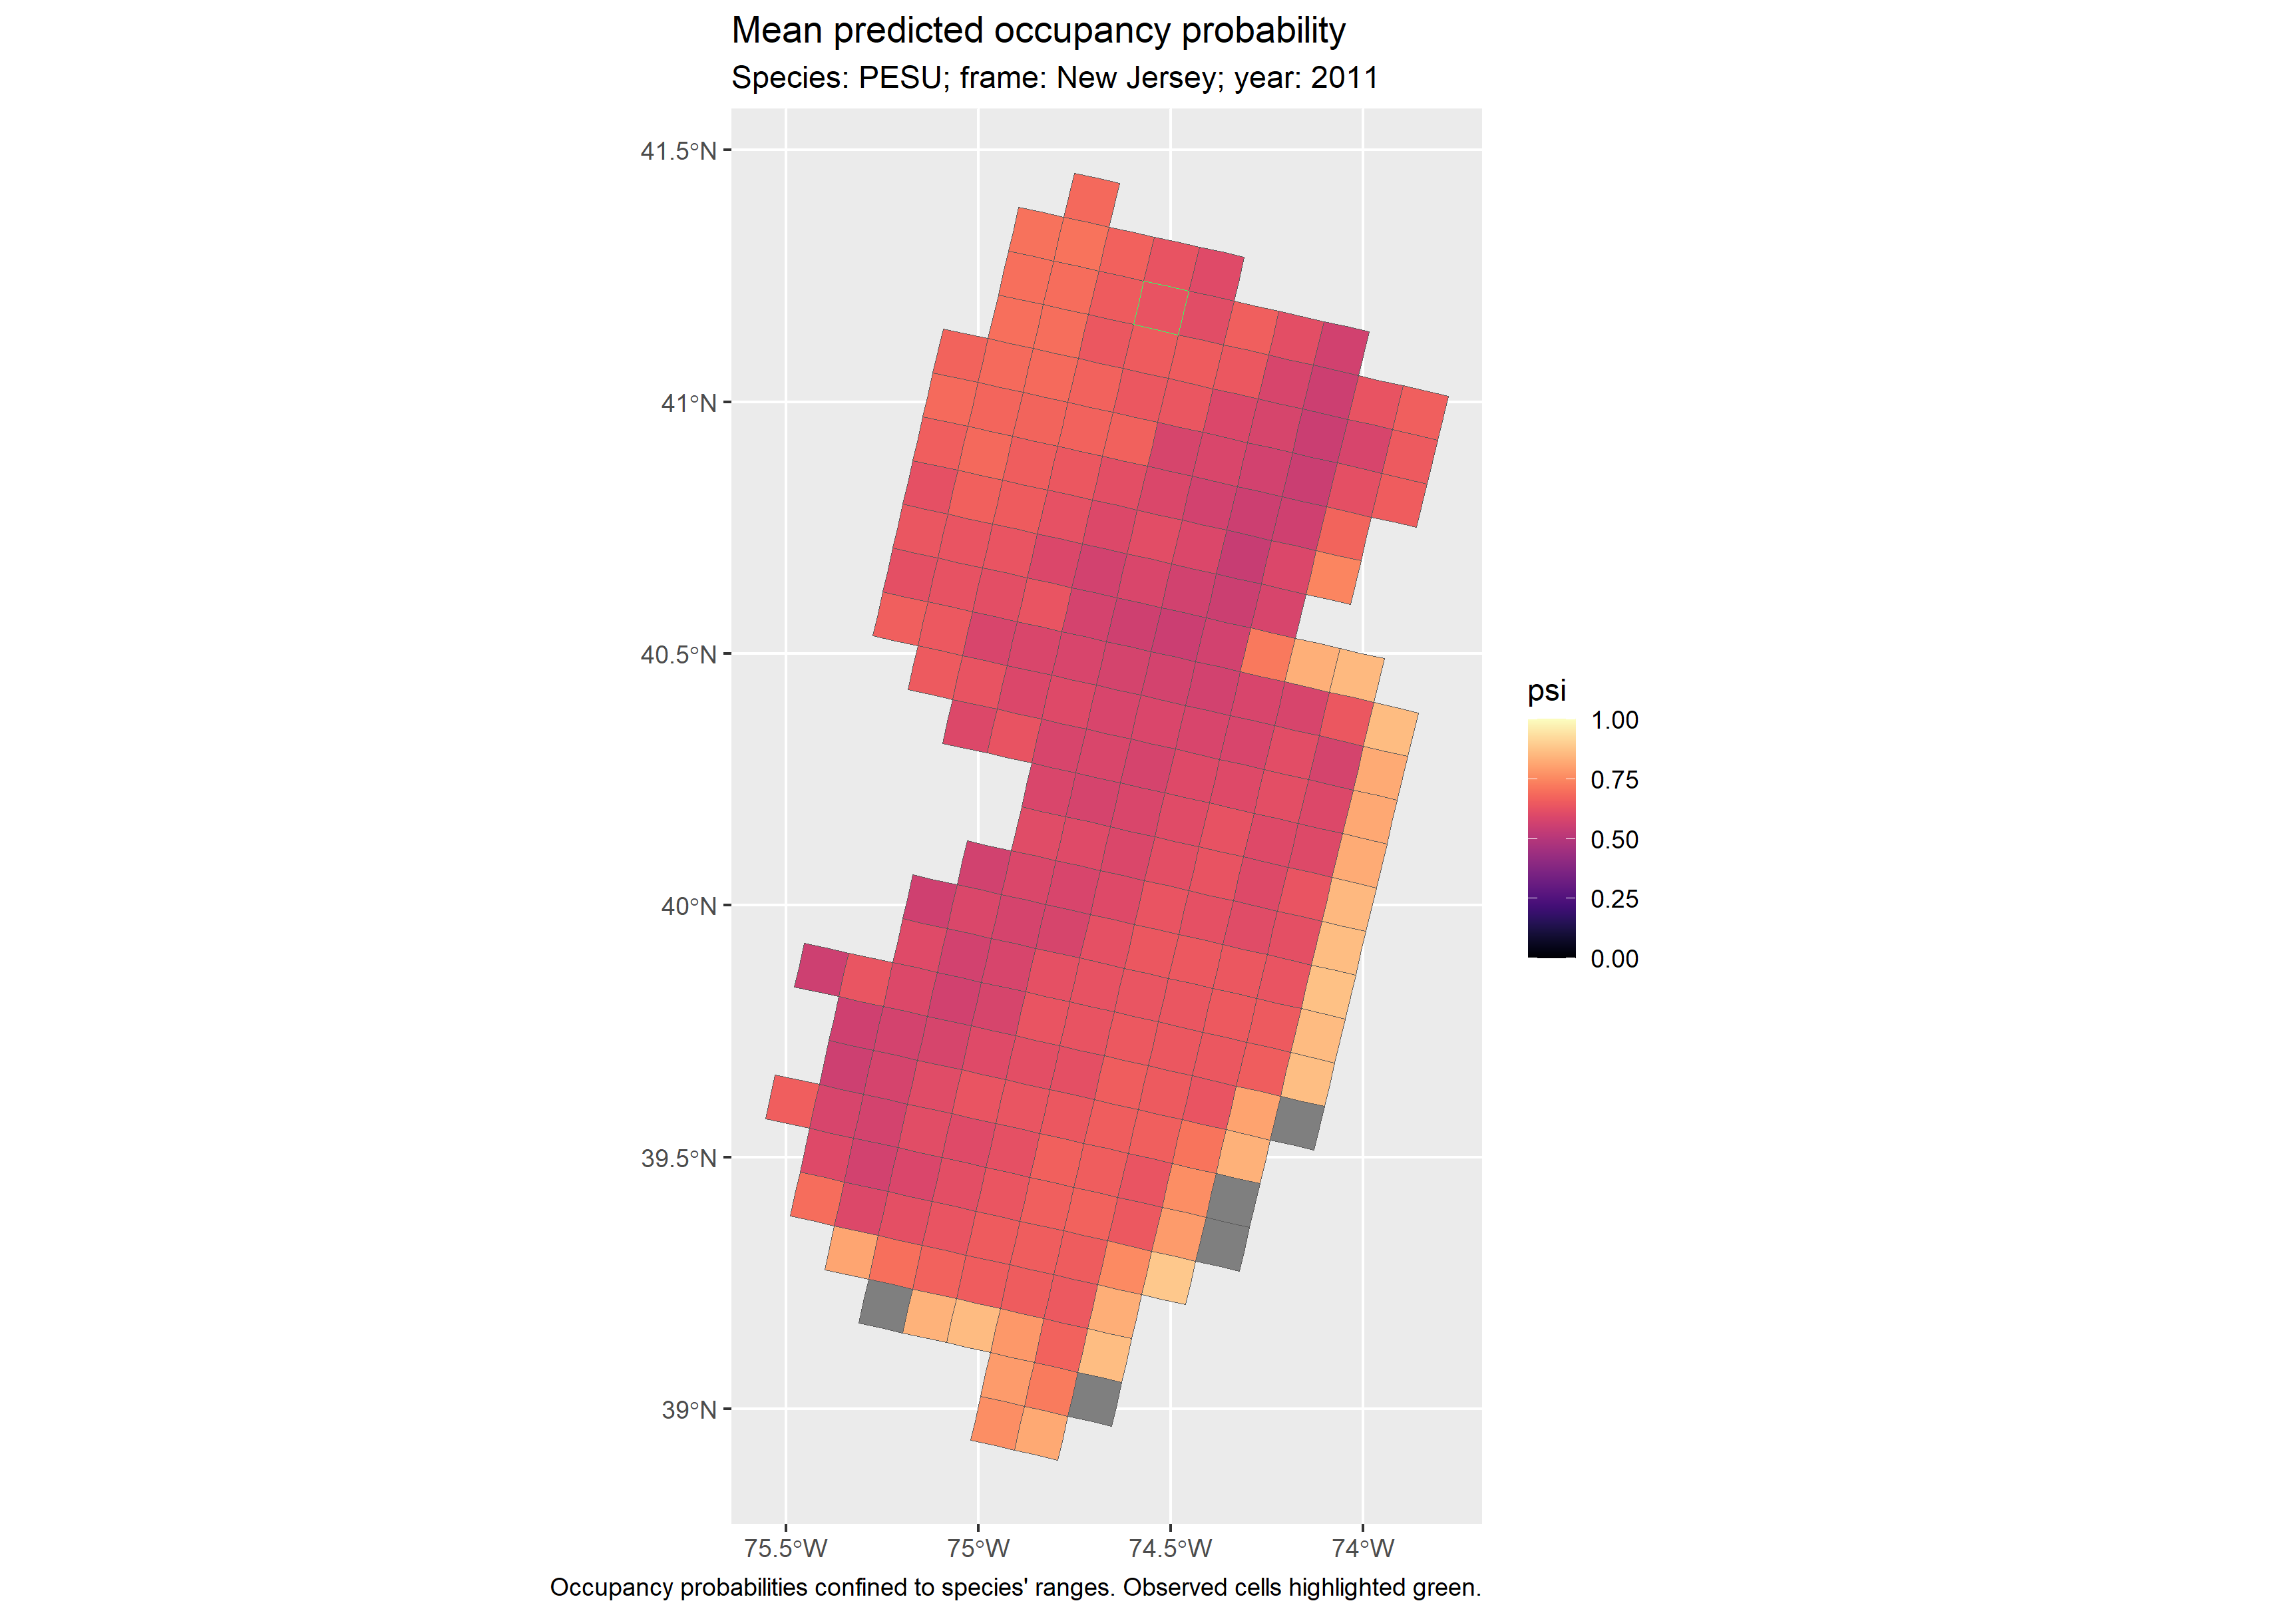 Mean predicted occupancy probability
Species: PESU; frame: New Jersey; year: 2011
41.5°N
41°N
40.5°N
40°N
39.5°N
39°N
75.5°W
75°W
74.5°W
74°W
psi
1.00
0.75
0.50
0.25
0.00
Occupancy probabilities confined to species' ranges. Observed cells highlighted green.